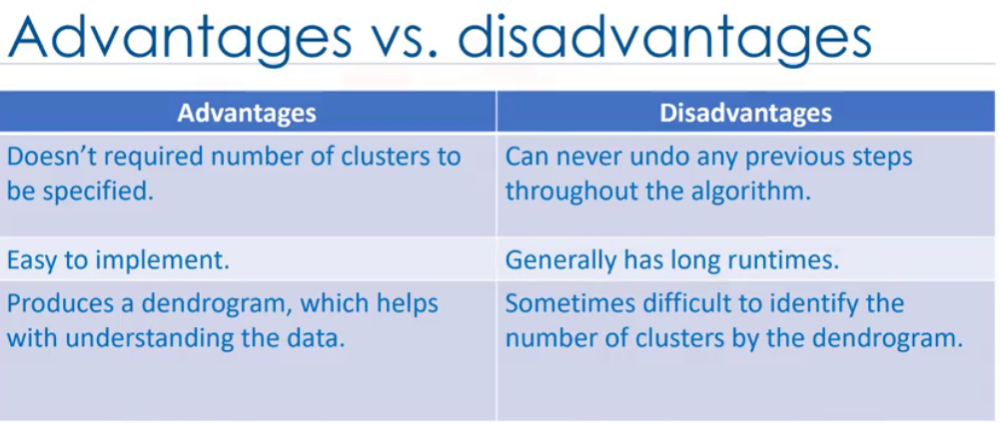 Advantages vs. disadvantages
Advantages
Disadvantages
Doesn't required number of clusters to
be specified.
Can never undo any previous steps
throughout the algorithm.
Easy to implement.
Generally has long runtimes.
Produces a dendrogram, which helps
with understanding the data.
Sometimes difficult to identify the
number of clusters by the dendrogram.